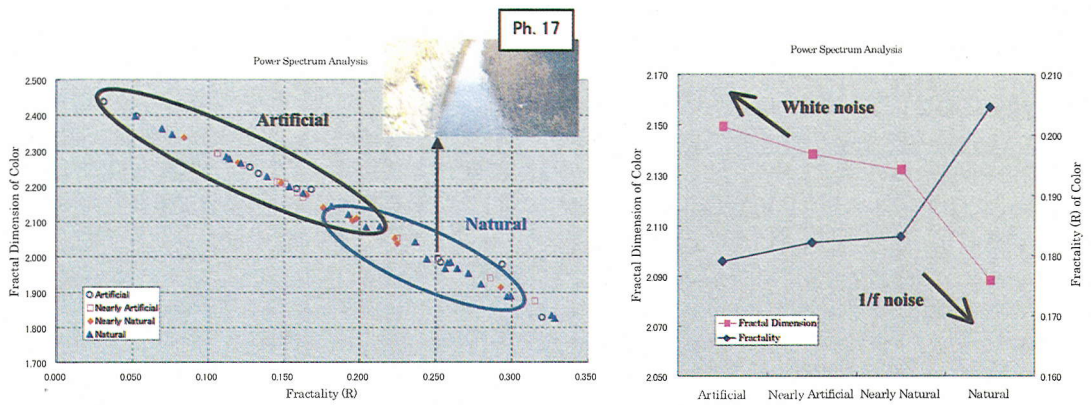 Ph. 17
Power Spectrum Analysis
2.500
2.400
2.300
2.200
2.100
2.000
1.900
1.800
1.700
Fractal Dimension of Color
Artificial
Natural
Artificial
Nearly Artificial
Nearly Natural
Natural
0.000 0.050 0.100 0.150 0.200 0.250 0.300 0.350
Fractality (R)
Power Spectrum Analysis
2.170
2.150
2.130
2.110
2.090
2.070
2.050
Fractal Dimension of Color
White noise
1/f noise
Fractal Dimension
Fractality
0.210
0.200
0.190
0.180
0.170
0.160
Fractality (R) of Color
Artificial Nearly Artificial Nearly Natural Natural